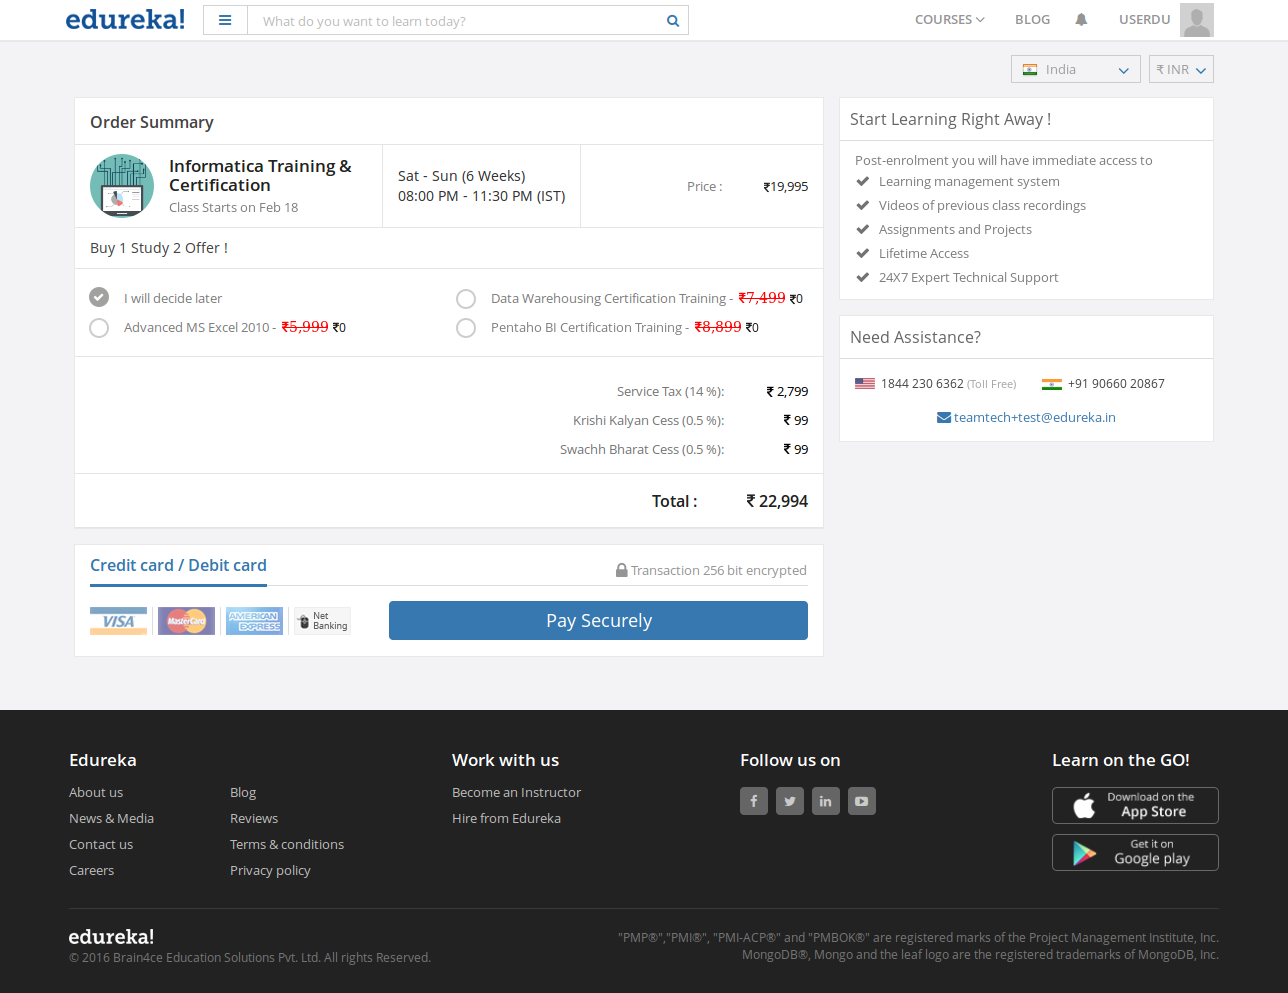 edureka!
What do you want to learn today?
COURSES
BLOG
USERDU
India
₹ INR
Order Summary
Informatica Training &
Certification
Class Starts on Feb 18
Sat - Sun (6 Weeks)
08:00 PM - 11:30 PM (IST)
Price :
₹19,995
Buy 1 Study 2 Offer !
I will decide later
Data Warehousing Certification Training - ₹7,499 ₹0
Advanced MS Excel 2010 - ₹5,999 ₹0
Pentaho BI Certification Training - ₹8,899 ₹0
Service Tax (14 %): ₹ 2,799
Krishi Kalyan Cess (0.5 %): ₹ 99
Swachh Bharat Cess (0.5 %): ₹ 99
Total : ₹ 22,994
Credit card / Debit card
Transaction 256 bit encrypted
VISA
MasterCard
AMERICAN
EXPRESS
Net
Banking
Pay Securely
Start Learning Right Away !
Post-enrolment you will have immediate access to
Learning management system
Videos of previous class recordings
Assignments and Projects
Lifetime Access
24X7 Expert Technical Support
Need Assistance?
1844 230 6362 (Toll Free)
+91 90660 20867
teamtech+test@edureka.in
Edureka
About us
News & Media
Contact us
Careers
Blog
Reviews
Terms & conditions
Privacy policy
Work with us
Become an Instructor
Hire from Edureka
Follow us on
Learn on the GO!
Download on the
App Store
Get it on
Google play
edureka!
© 2016 Brain4ce Education Solutions Pvt. Ltd. All rights Reserved.
"PMP®","PMI®", "PMI-ACP®" and "PMBOK®" are registered marks of the Project Management Institute, Inc.
MongoDB®, Mongo and the leaf logo are the registered trademarks of MongoDB, Inc.